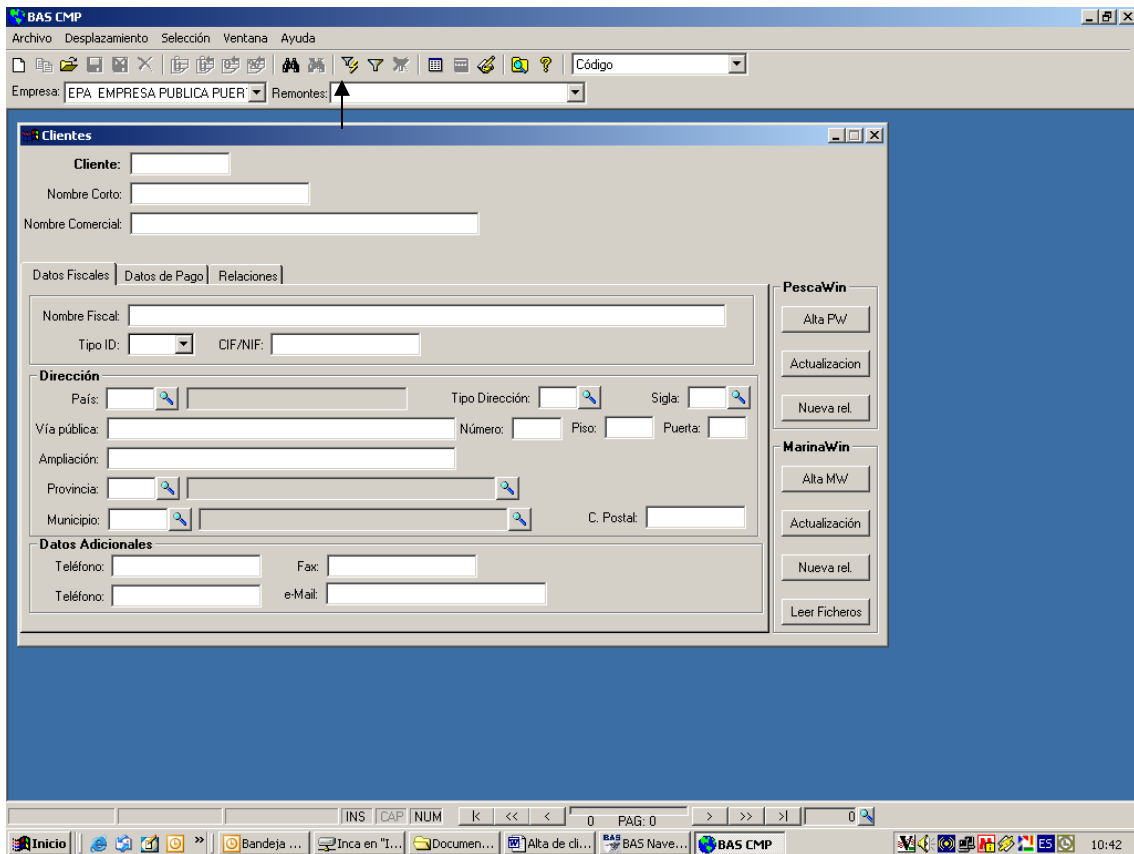 BAS CMP
Archivo Desplazamiento Selección Ventana Ayuda
Código
Empresa: EPA EMPRESA PUBLICA PUER Remontes:
Clientes
Cliente:
Nombre Corto:
Nombre Comercial:
Datos Fiscales Datos de Pago Relaciones
Nombre Fiscal:
Tipo ID: CIF/NIF:
Dirección
País: Tipo Dirección: Sigla:
Vía pública: Número: Piso: Puerta:
Ampliación:
Provincia:
Municipio: C. Postal:
Datos Adicionales
Teléfono: Fax:
Teléfono: e-Mail:
PescaWin
Alta PW
Actualizacion
Nueva rel.
MarinaWin
Alta MW
Actualización
Nueva rel.
Leer Ficheros
INS CAP NUM |< << < 0 PAG: 0 > >> >| 0
Inicio » Bandeja ... Inca en "I... Documen... Alta de cli... BAS Nave... BAS CMP ES 10:42